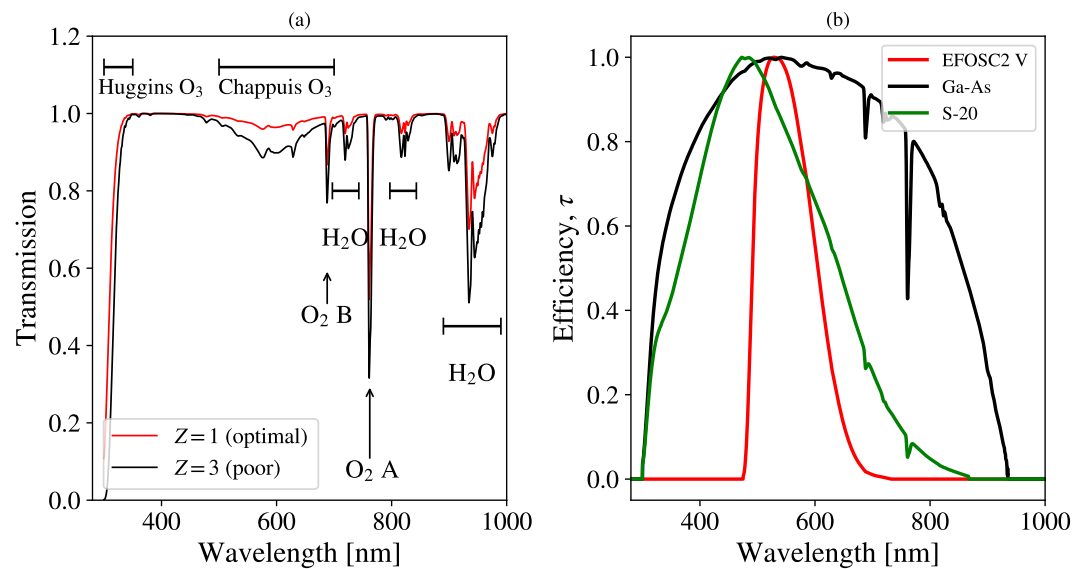 (a)
1.2
1.0
0.8
0.6
0.4
0.2
0.0
Transmission
Huggins O₃
Chappuis O₃
H₂O
H₂O
O₂ B
H₂O
O₂ A
Z = 1 (optimal)
Z = 3 (poor)
400
600
800
1000
Wavelength [nm]
(b)
1.0
0.8
0.6
0.4
0.2
0.0
Efficiency, τ
EFOSC2 V
Ga-As
S-20
400
600
800
1000
Wavelength [nm]